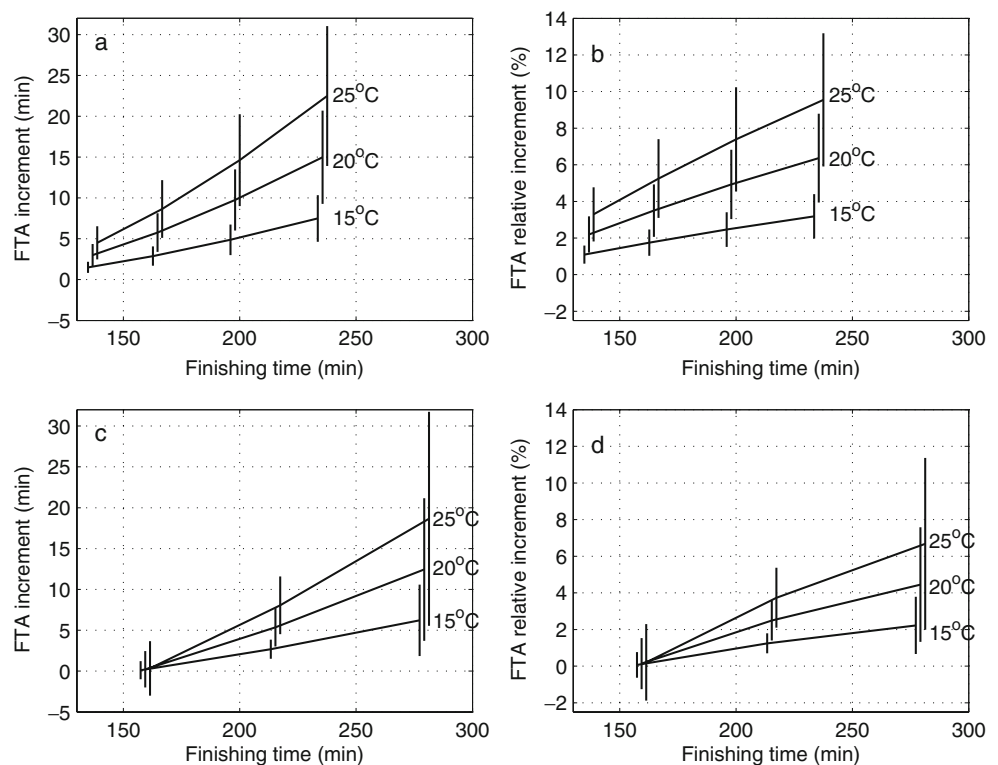 a
FTA increment (min)
30
25
20
15
10
5
0
−5
25°C
20°C
15°C
150
200
250
300
Finishing time (min)
b
FTA relative increment (%)
14
12
10
8
6
4
2
0
−2
25°C
20°C
15°C
150
200
250
300
Finishing time (min)
c
FTA increment (min)
30
25
20
15
10
5
0
−5
25°C
20°C
15°C
150
200
250
300
Finishing time (min)
d
FTA relative increment (%)
14
12
10
8
6
4
2
0
−2
25°C
20°C
15°C
150
200
250
300
Finishing time (min)